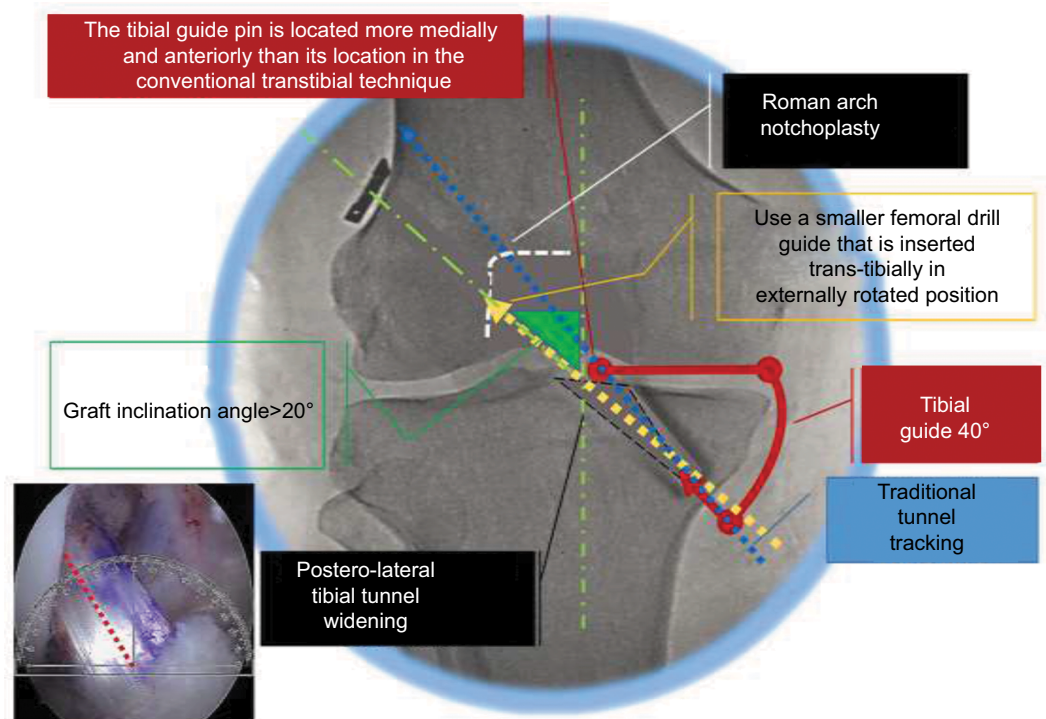 The tibial guide pin is located more medially
and anteriorly than its location in the
conventional transtibial technique
Roman arch
notchoplasty
Use a smaller femoral drill
guide that is inserted
trans-tibially in
externally rotated position
Graft inclination angle>20°
Tibial
guide 40°
Traditional
tunnel
tracking
Postero-lateral
tibial tunnel
widening